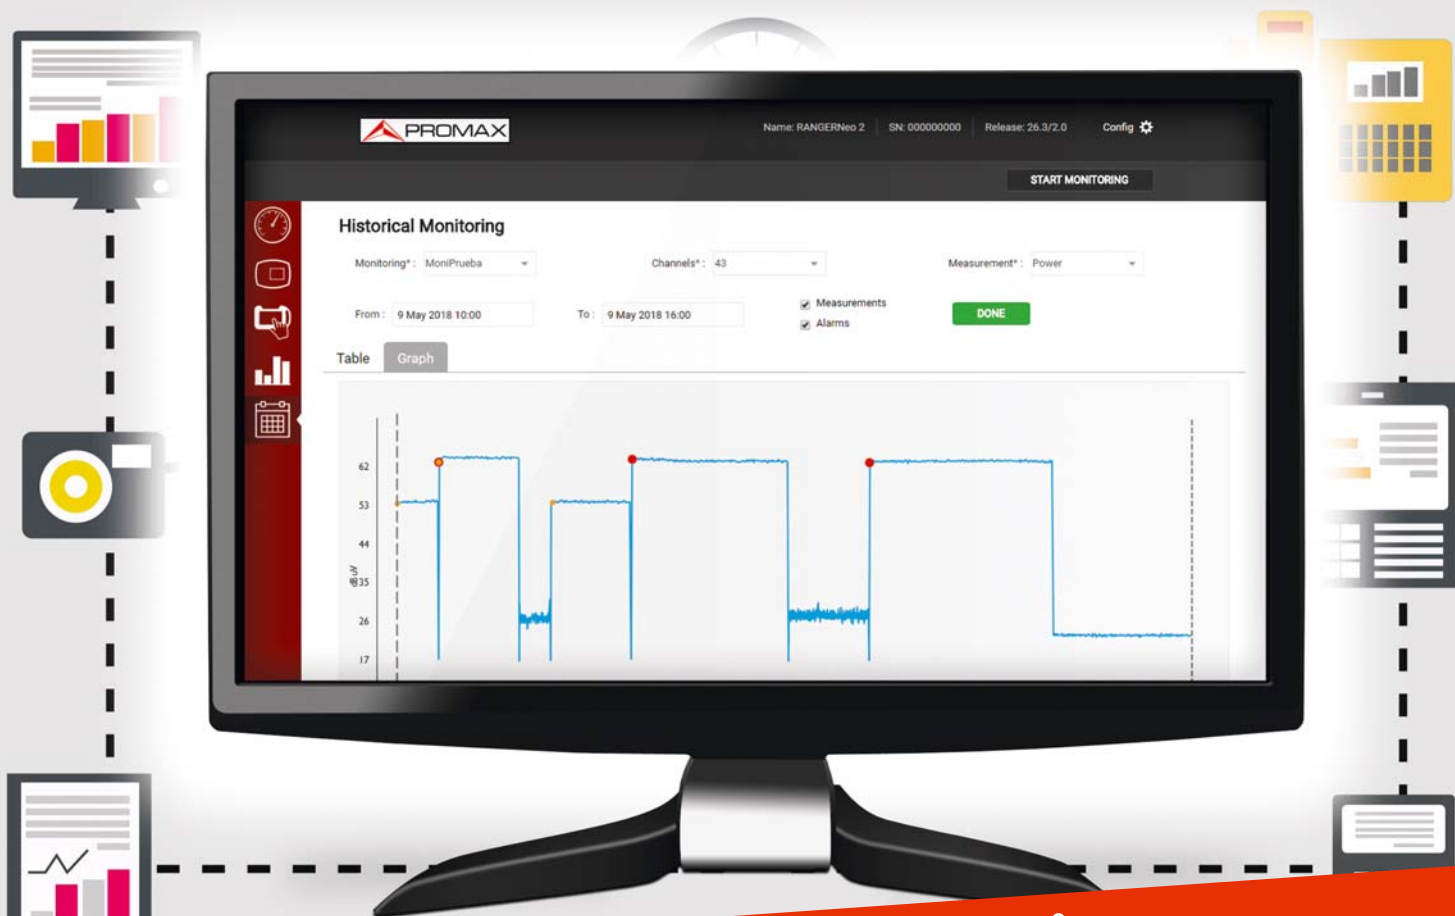 PROMAX
Name: RANGERNeo 2 SN: 000000000 Release: 26.3/2.0 Config
START MONITORING
Historical Monitoring
Monitoring* : MoniPrueba Channels* : 43 Measurement* : Power
From : 9 May 2018 10:00 To : 9 May 2018 16:00 Measurements DONE
Alarms
Table Graph
62
53
44
dBuV
35
26
17